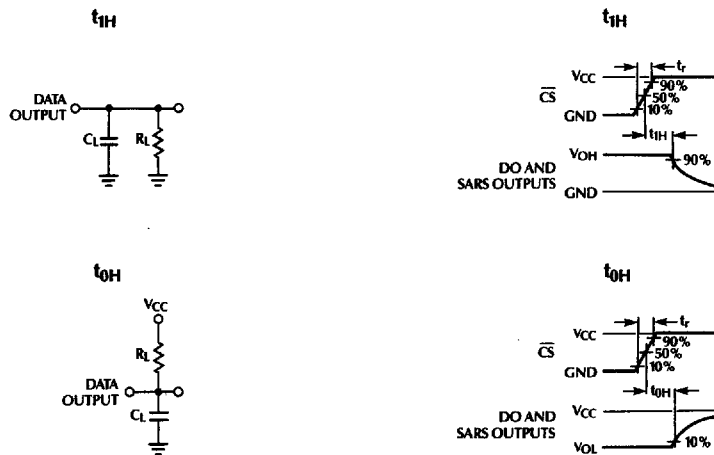 t1H
DATA
OUTPUT
CL
RL
t1H
VCC
CS
GND
tr
90%
50%
10%
t1H
VOH
DO AND
SARS OUTPUTS
GND
90%
t0H
VCC
RL
DATA
OUTPUT
CL
t0H
VCC
CS
GND
tr
90%
50%
10%
t0H
VCC
DO AND
SARS OUTPUTS
VOL
10%